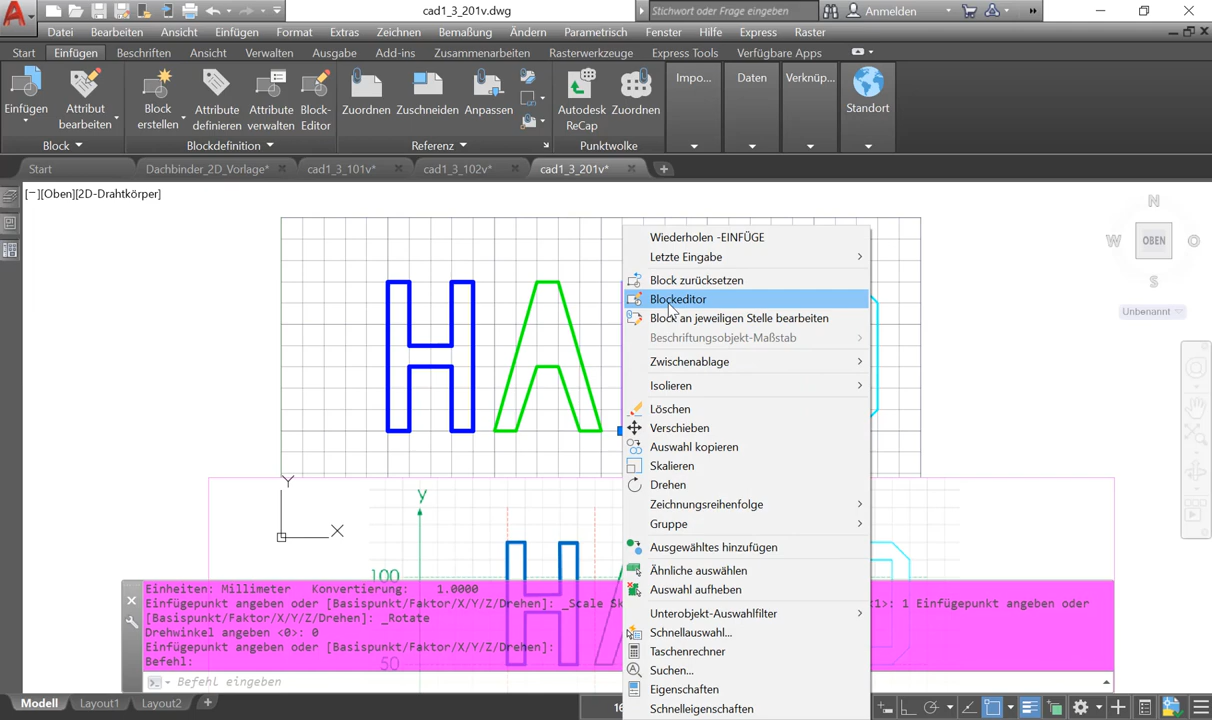 cad1_3_201v.dwg
Stichwort oder Frage eingeben
Anmelden
Datei Bearbeiten Ansicht Einfügen Format Extras Zeichnen Bemaßung Ändern Parametrisch Fenster Hilfe Express Raster
Start Einfügen Beschriften Ansicht Verwalten Ausgabe Add-ins Zusammenarbeiten Rasterwerkzeuge Express Tools Verfügbare Apps
Einfügen
Attribut bearbeiten
Block erstellen
Attribute definieren
Attribute verwalten
Block-Editor
Zuordnen
Zuschneiden
Anpassen
Autodesk ReCap
Zuordnen
Impo...
Daten
Verknüp...
Standort
Block
Blockdefinition
Referenz
Punktwolke
Start
Dachbinder_2D_Vorlage*
cad1_3_101v*
cad1_3_102v*
cad1_3_201v*
[−][Oben][2D-Drahtkörper]
N
W
OBEN
O
S
Unbenannt
H A
Wiederholen -EINFÜGE
Letzte Eingabe
Block zurücksetzen
Blockeditor
Block an jeweiligen Stelle bearbeiten
Beschriftungsobjekt-Maßstab
Zwischenablage
Isolieren
Löschen
Verschieben
Auswahl kopieren
Skalieren
Drehen
Zeichnungsreihenfolge
Gruppe
Ausgewähltes hinzufügen
Ähnliche auswählen
Auswahl aufheben
Unterobjekt-Auswahlfilter
Schnellauswahl...
Taschenrechner
Suchen...
Eigenschaften
Schnelleigenschaften
Y
X
y
100
50
H
Einheiten: Millimeter Konvertierung: 1.0000
Einfügepunkt angeben oder [Basispunkt/Faktor/X/Y/Z/Drehen]: _Scale <1>: 1 Einfügepunkt angeben oder
[Basispunkt/Faktor/X/Y/Z/Drehen]: _Rotate
Drehwinkel angeben <0>: 0
Einfügepunkt angeben oder [Basispunkt/Faktor/X/Y/Z/Drehen]:
Befehl:
Befehl eingeben
Modell Layout1 Layout2